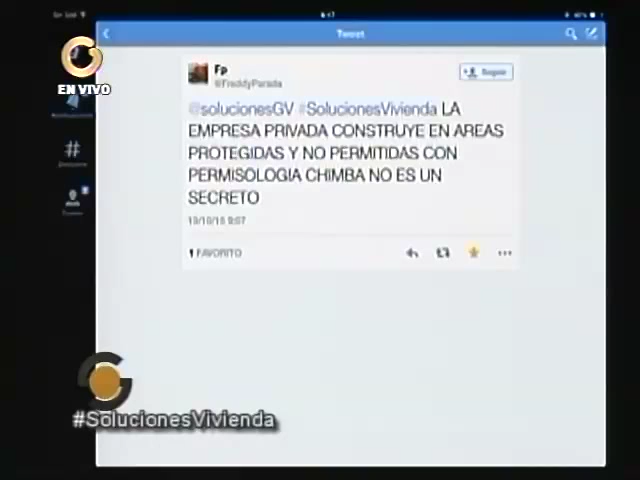 Tweet
EN VIVO
Fp
@FreddyParada
Seguir
@solucionesGV #SolucionesVivienda LA
EMPRESA PRIVADA CONSTRUYE EN AREAS
PROTEGIDAS Y NO PERMITIDAS CON
PERMISOLOGIA CHIMBA NO ES UN
SECRETO
1 FAVORITO
#SolucionesVivienda